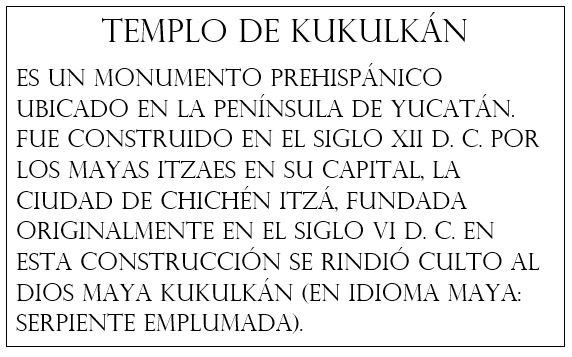 TEMPLO DE KUKULKÁN
ES UN MONUMENTO PREHISPÁNICO
UBICADO EN LA PENÍNSULA DE YUCATÁN.
FUE CONSTRUIDO EN EL SIGLO XII D. C. POR
LOS MAYAS ITZAES EN SU CAPITAL, LA
CIUDAD DE CHICHÉN ITZÁ, FUNDADA
ORIGINALMENTE EN EL SIGLO VI D. C. EN
ESTA CONSTRUCCIÓN SE RINDIÓ CULTO AL
DIOS MAYA KUKULKÁN (EN IDIOMA MAYA:
SERPIENTE EMPLUMADA).